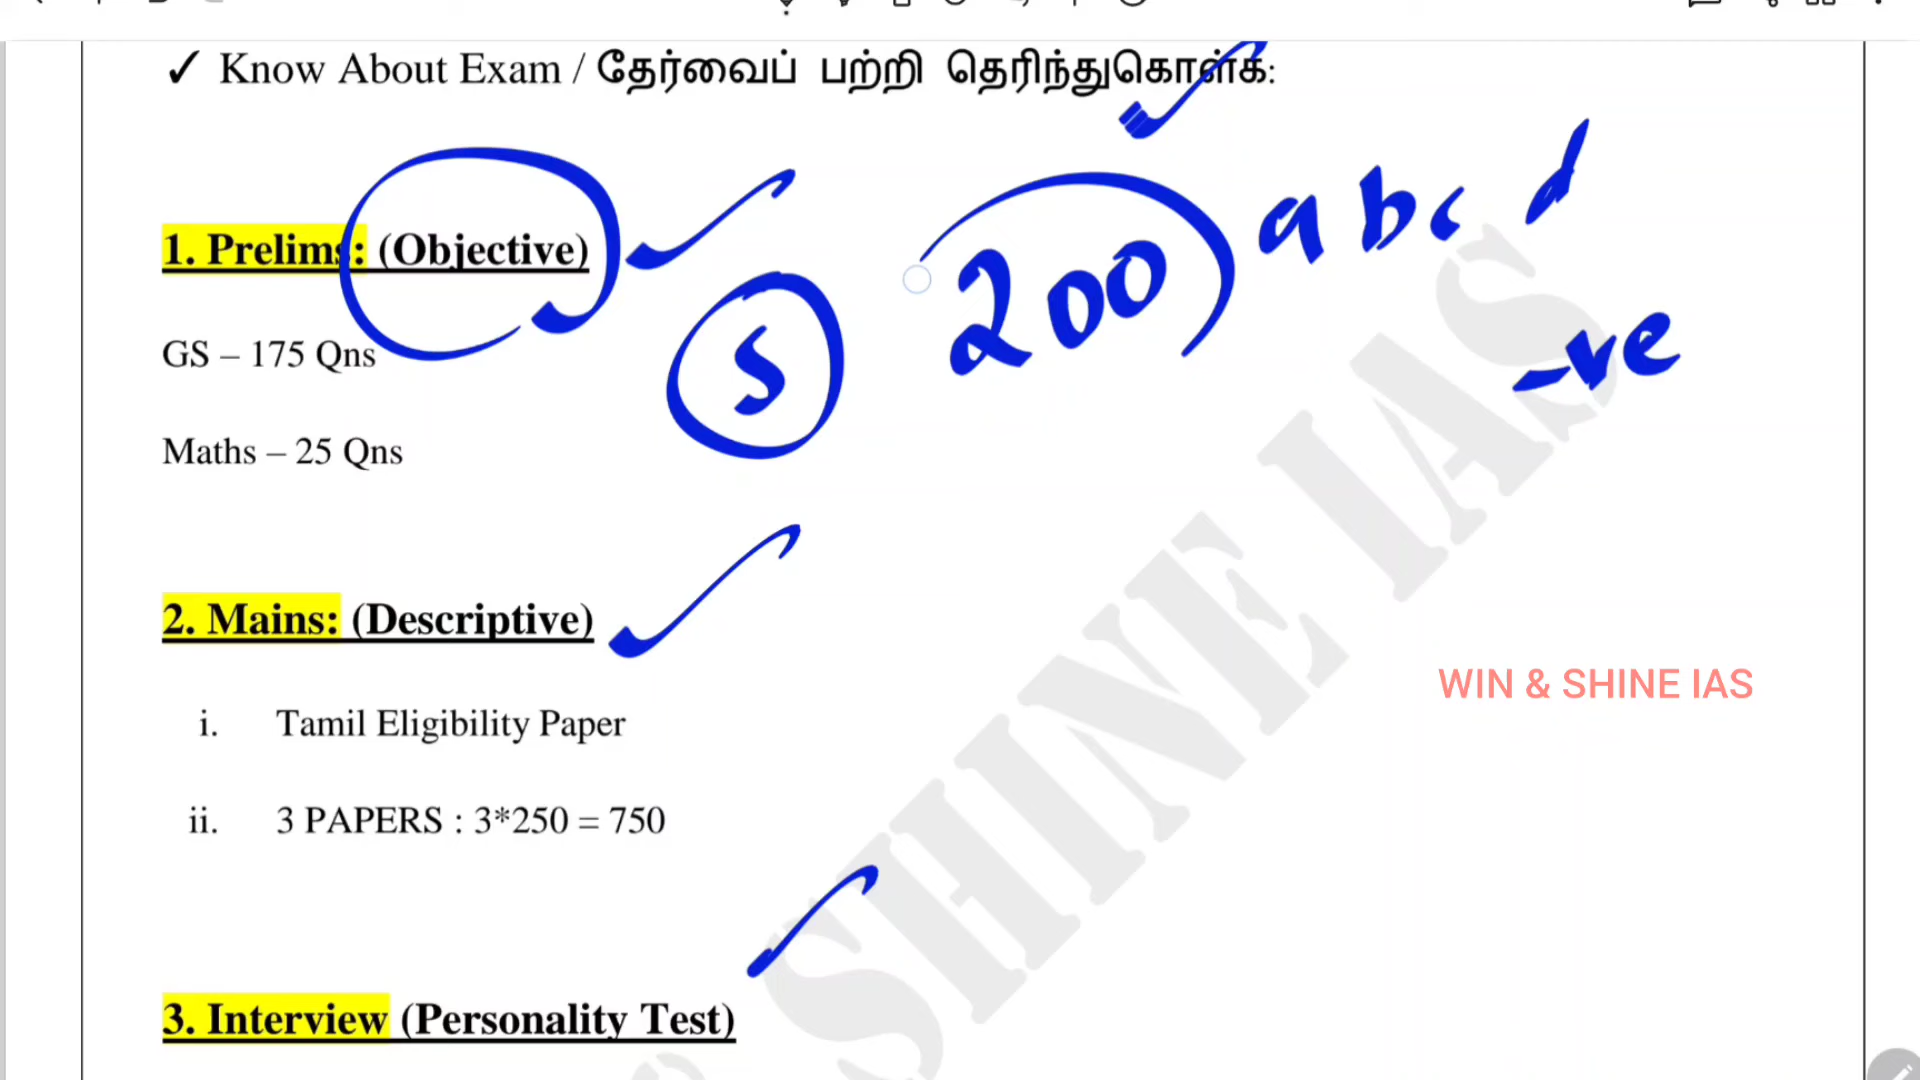 ✓ Know About Exam / தேர்வைப் பற்றி தெரிந்துகொள்க:
1. Prelims: (Objective)
S 200 a b c d
-ve
GS – 175 Qns
Maths – 25 Qns
2. Mains: (Descriptive)
WIN & SHINE IAS
i. Tamil Eligibility Paper
ii. 3 PAPERS : 3*250 = 750
3. Interview (Personality Test)
SHINE IAS